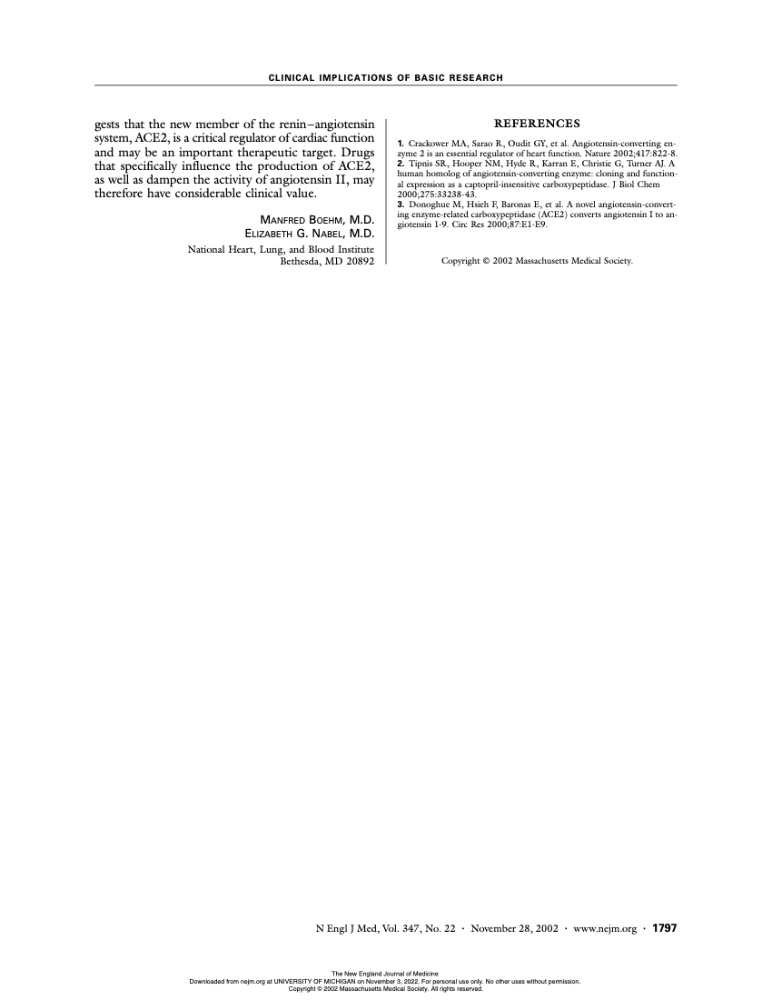 CLINICAL IMPLICATIONS OF BASIC RESEARCH
gests that the new member of the renin–angiotensin
system, ACE2, is a critical regulator of cardiac function
and may be an important therapeutic target. Drugs
that specifically influence the production of ACE2,
as well as dampen the activity of angiotensin II, may
therefore have considerable clinical value.
MANFRED BOEHM, M.D.
ELIZABETH G. NABEL, M.D.
National Heart, Lung, and Blood Institute
Bethesda, MD 20892
REFERENCES
1. Crackower MA, Sarao R, Oudit GY, et al. Angiotensin-converting en-
zyme 2 is an essential regulator of heart function. Nature 2002;417:822-8.
2. Tipnis SR, Hooper NM, Hyde R, Karran E, Christie G, Turner AJ. A
human homolog of angiotensin-converting enzyme: cloning and function-
al expression as a captopril-insensitive carboxypeptidase. J Biol Chem
2000;275:33238-43.
3. Donoghue M, Hsieh F, Baronas E, et al. A novel angiotensin-convert-
ing enzyme-related carboxypeptidase (ACE2) converts angiotensin I to an-
giotensin 1-9. Circ Res 2000;87:E1-E9.
Copyright © 2002 Massachusetts Medical Society.
N Engl J Med, Vol. 347, No. 22 · November 28, 2002 · www.nejm.org · 1797
The New England Journal of Medicine
Downloaded from nejm.org at UNIVERSITY OF MICHIGAN on November 3, 2022. For personal use only. No other uses without permission.
Copyright © 2002 Massachusetts Medical Society. All rights reserved.